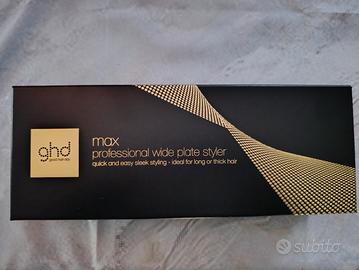 ghd
good hair day
max
professional wide plate styler
quick and easy sleek styling - ideal for long or thick hair
subito